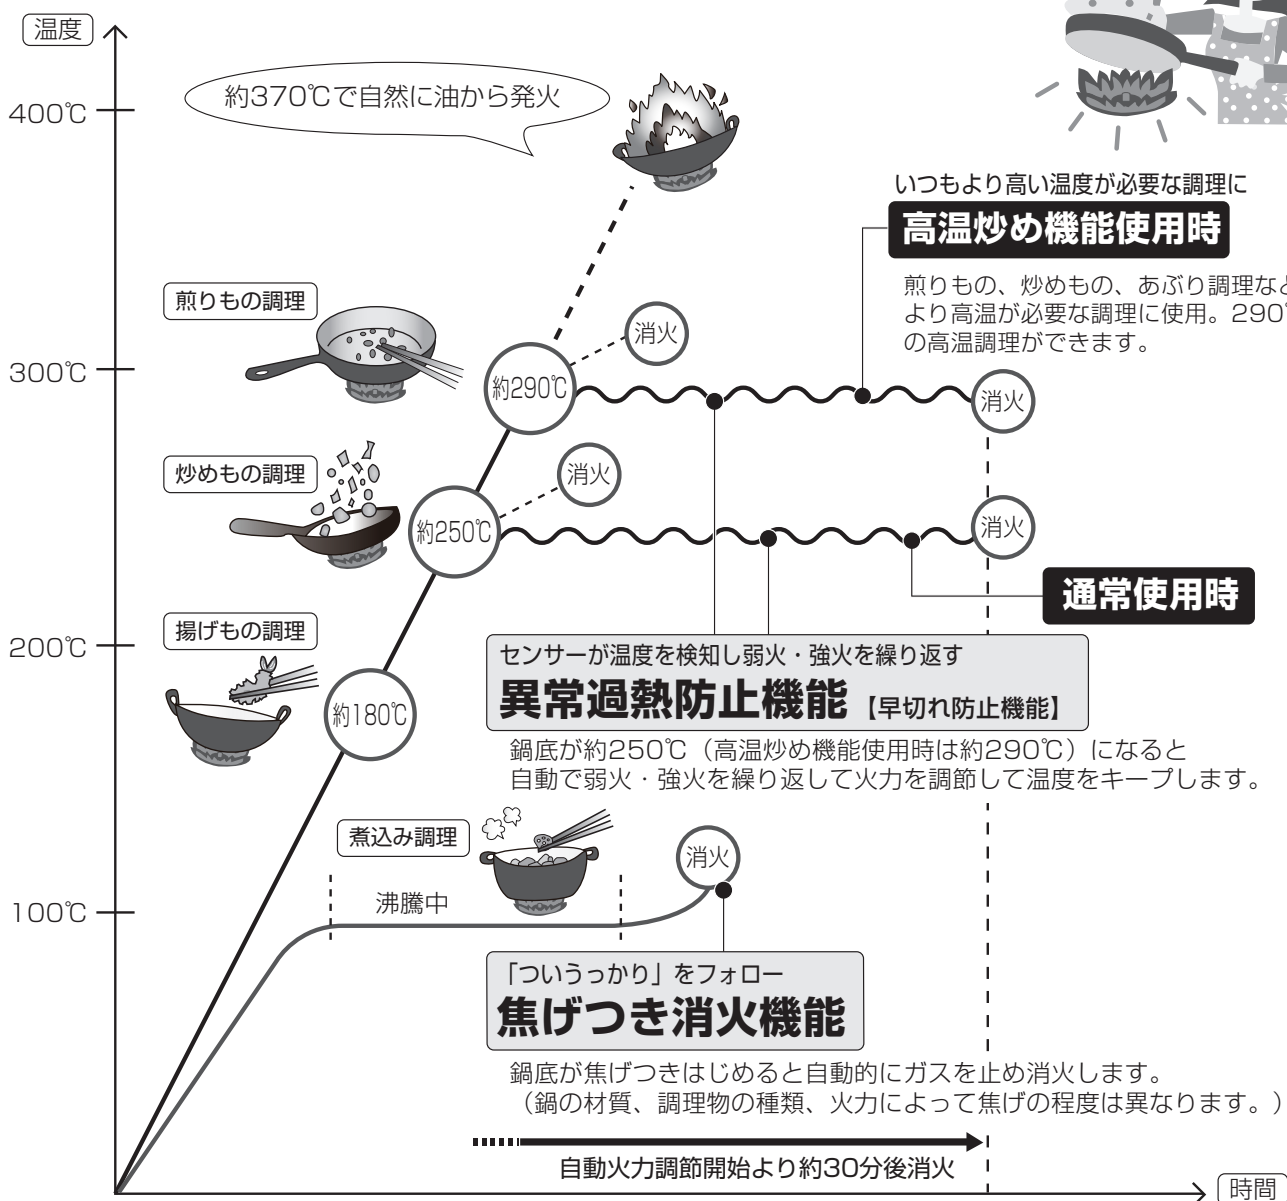 温度
400℃
約370℃で自然に油から発火
いつもより高い温度が必要な調理に
高温炒め機能使用時
煎りもの、炒めもの、あぶり調理など
より高温が必要な調理に使用。290℃
の高温調理ができます。
煎りもの調理
消火
300℃
約290℃
消火
炒めもの調理
消火
約250℃
消火
通常使用時
揚げもの調理
200℃
約180℃
センサーが温度を検知し弱火・強火を繰り返す
異常過熱防止機能【早切れ防止機能】
鍋底が約250℃（高温炒め機能使用時は約290℃）になると
自動で弱火・強火を繰り返して火力を調節して温度をキープします。
煮込み調理
消火
沸騰中
100℃
「ついうっかり」をフォロー
焦げつき消火機能
鍋底が焦げつきはじめると自動的にガスを止め消火します。
（鍋の材質、調理物の種類、火力によって焦げの程度は異なります。）
自動火力調節開始より約30分後消火
時間